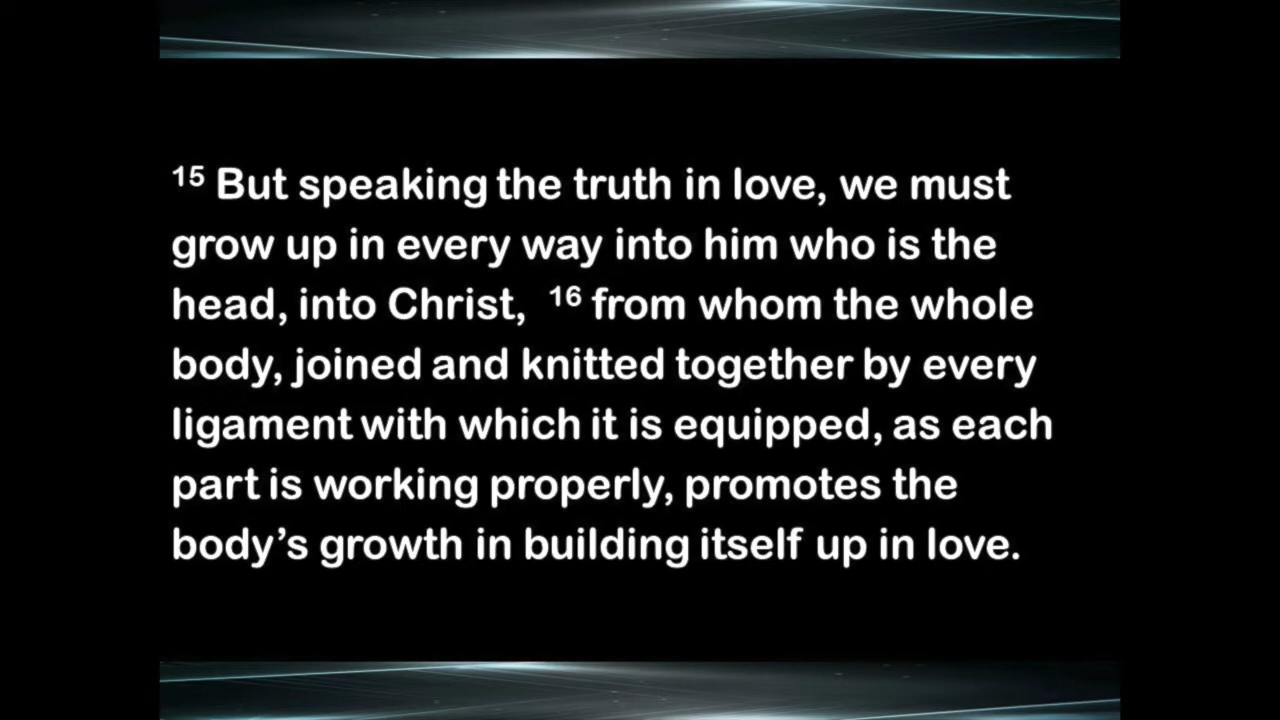 15 But speaking the truth in love, we must
grow up in every way into him who is the
head, into Christ, 16 from whom the whole
body, joined and knitted together by every
ligament with which it is equipped, as each
part is working properly, promotes the
body’s growth in building itself up in love.